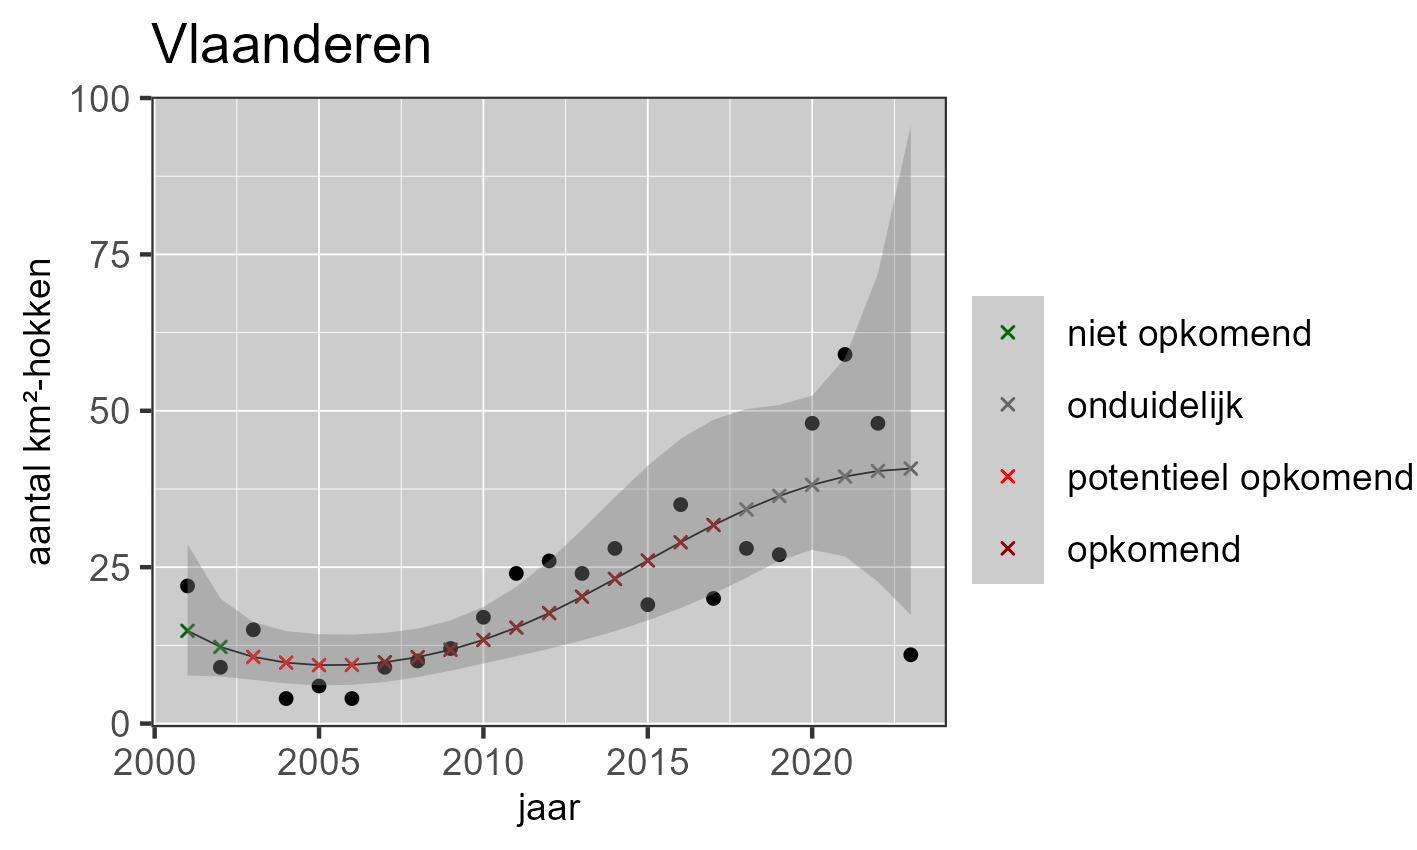 Vlaanderen
100
75
50
25
0
aantal km²-hokken
2000 2005 2010 2015 2020
jaar
niet opkomend
onduidelijk
potentieel opkomend
opkomend